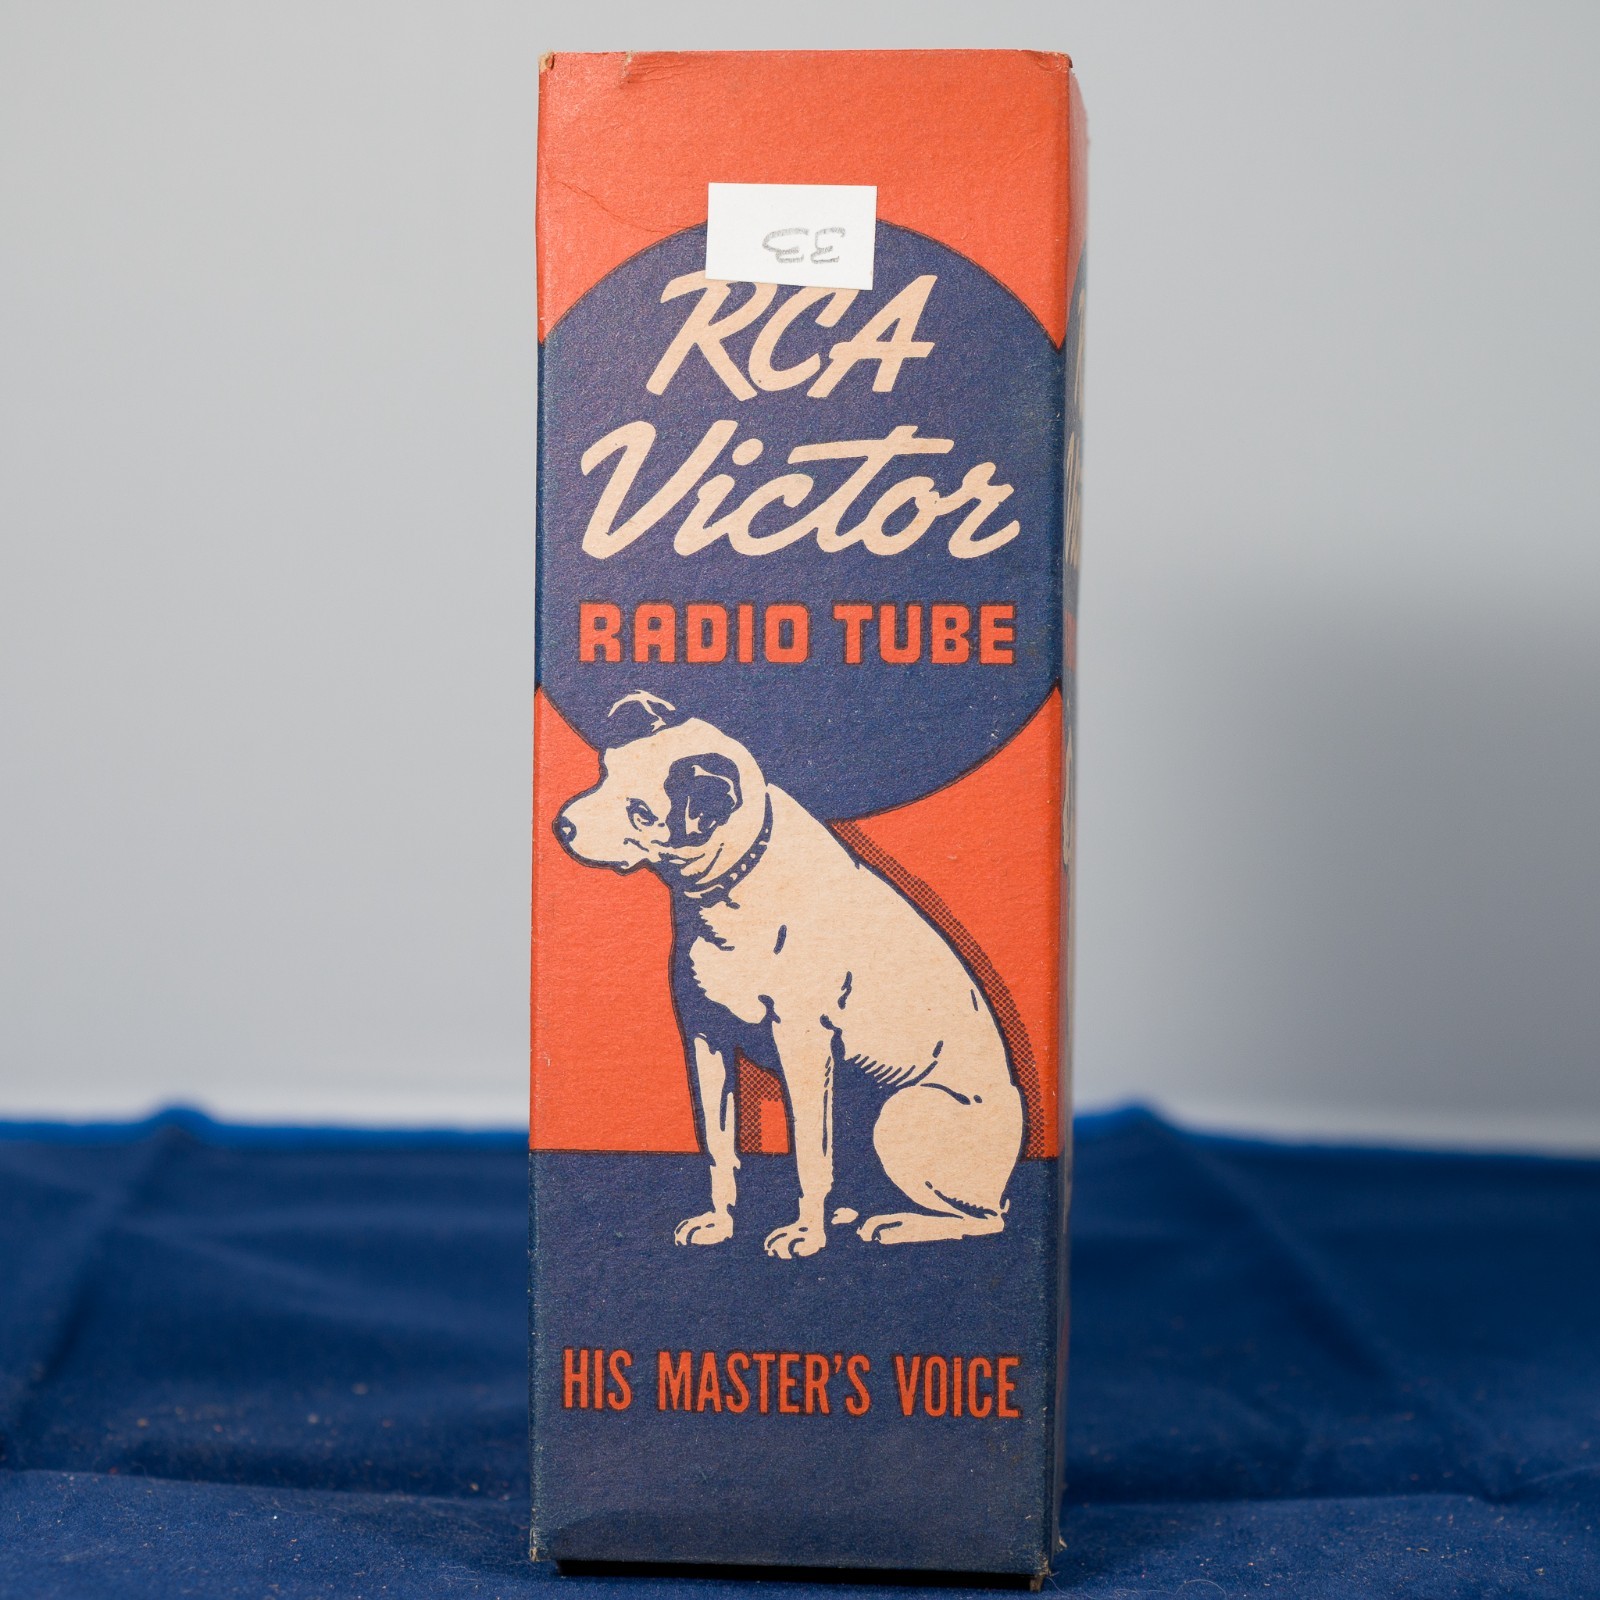 33
RCA
Victor
RADIO TUBE
HIS MASTER'S VOICE